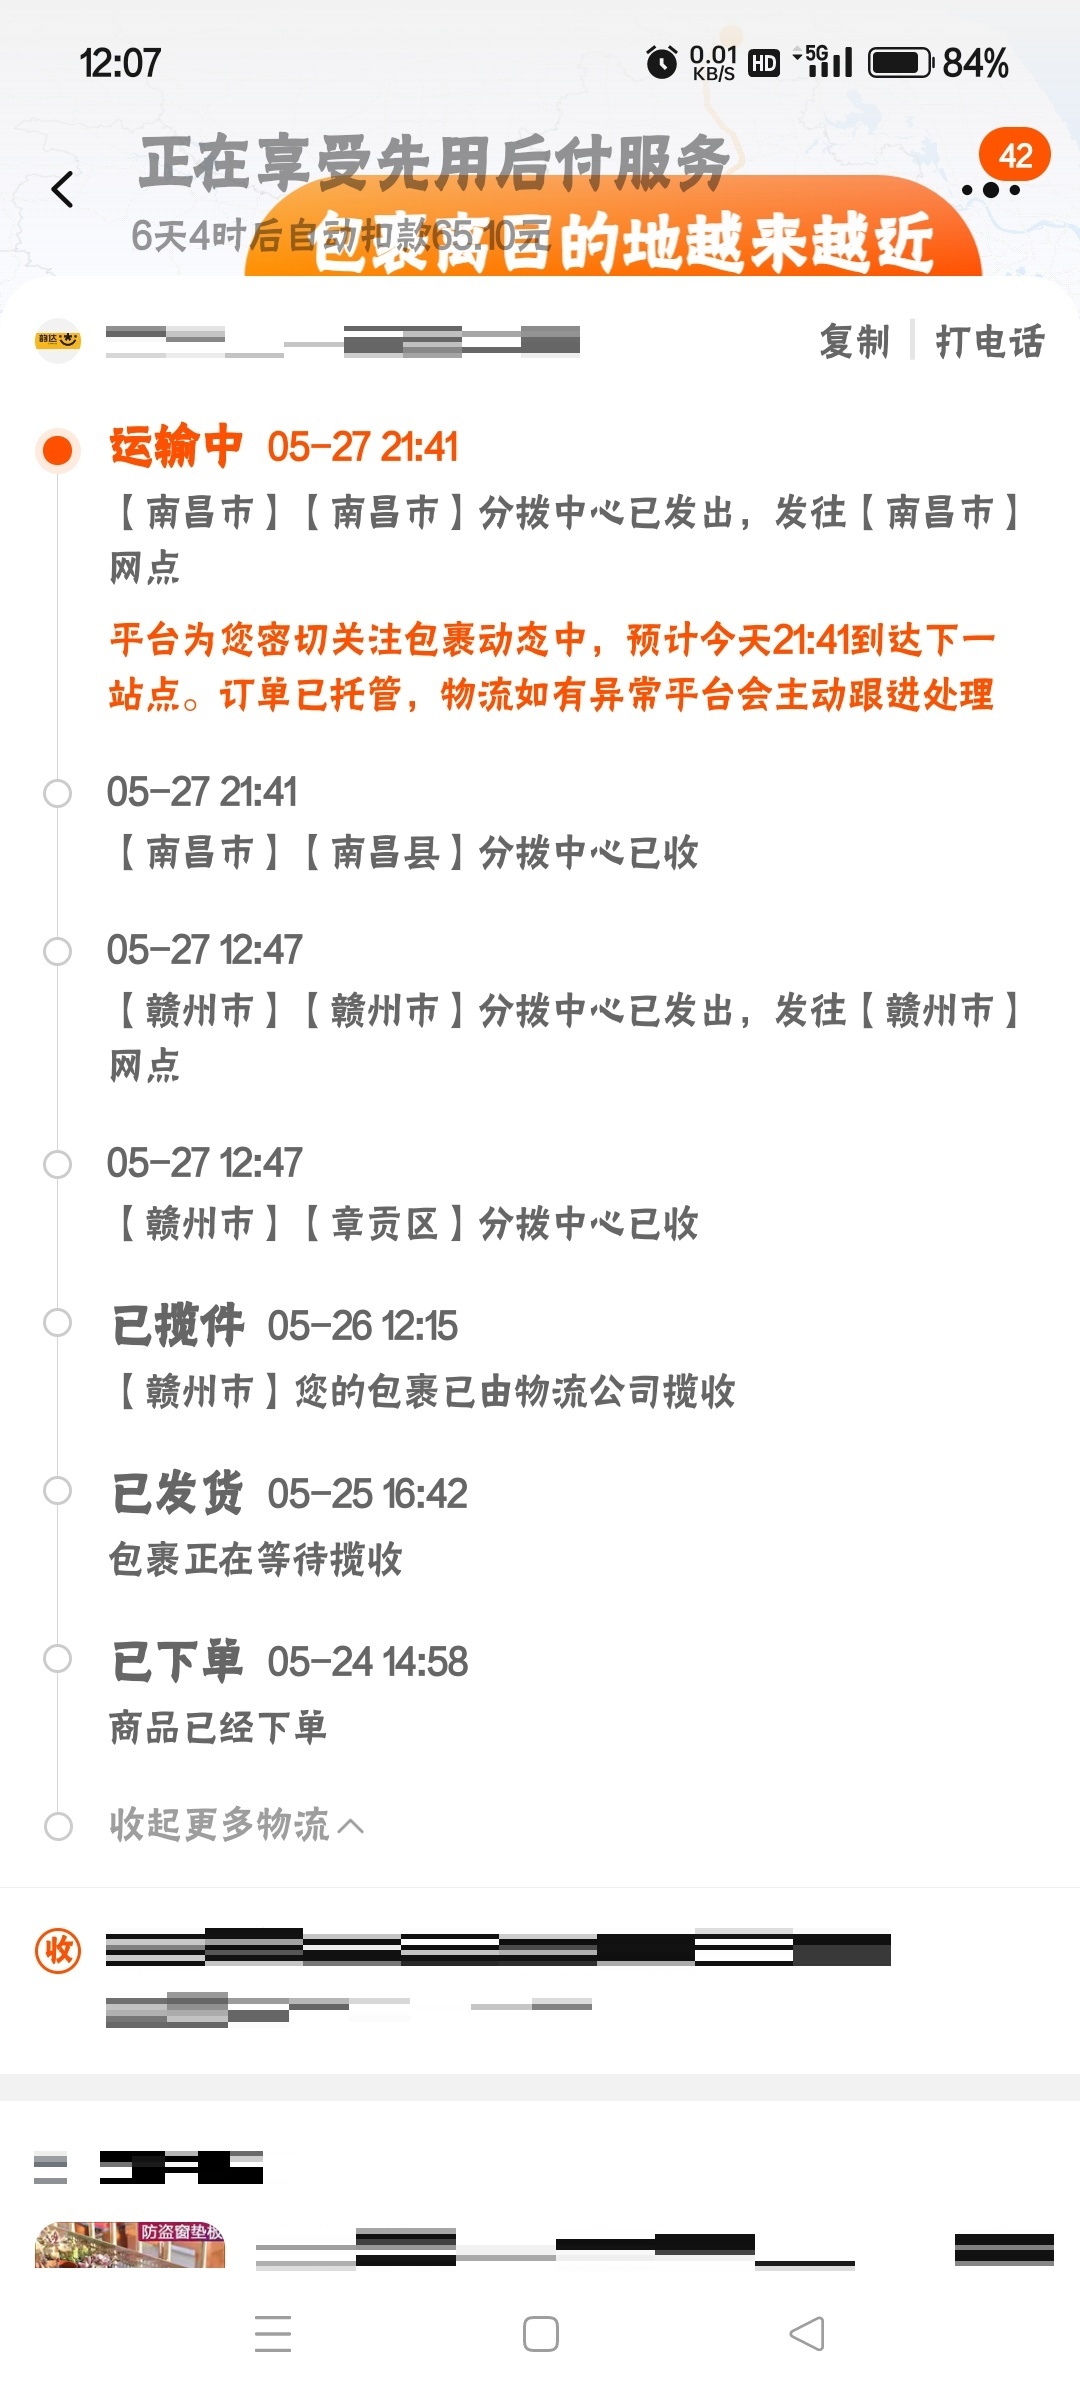 12:07
0.01 KB/S HD 5G 84%
正在享受先用后付服务
42
6天4时后自动扣款65.10元
包裹离目的地越来越近
韵达
复制 打电话
运输中 05-27 21:41
【南昌市】【南昌市】分拨中心已发出，发往【南昌市】
网点
平台为您密切关注包裹动态中，预计今天21:41到达下一
站点。订单已托管，物流如有异常平台会主动跟进处理
05-27 21:41
【南昌市】【南昌县】分拨中心已收
05-27 12:47
【赣州市】【赣州市】分拨中心已发出，发往【赣州市】
网点
05-27 12:47
【赣州市】【章贡区】分拨中心已收
已揽件 05-26 12:15
【赣州市】您的包裹已由物流公司揽收
已发货 05-25 16:42
包裹正在等待揽收
已下单 05-24 14:58
商品已经下单
收起更多物流
收
防盗窗垫板